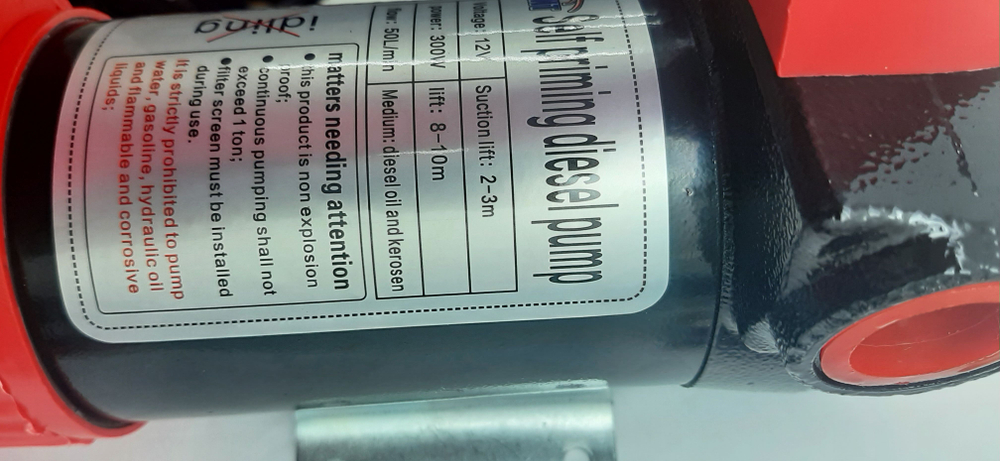 Self priming diesel pump
Voltage: 12V Suction lift: 2-3m
power: 300W lift: 8-10m
flow: 50L/min Medium: diesel oil and kerosen
matters needing attention
● this product is non explosion
proof;
● continuous pumping shall not
exceed 1 ton;
● filter screen must be installed
during use.
It is strictly prohibited to pump
water, gasoline, hydraulic oil
and flammable and corrosive
liquids;